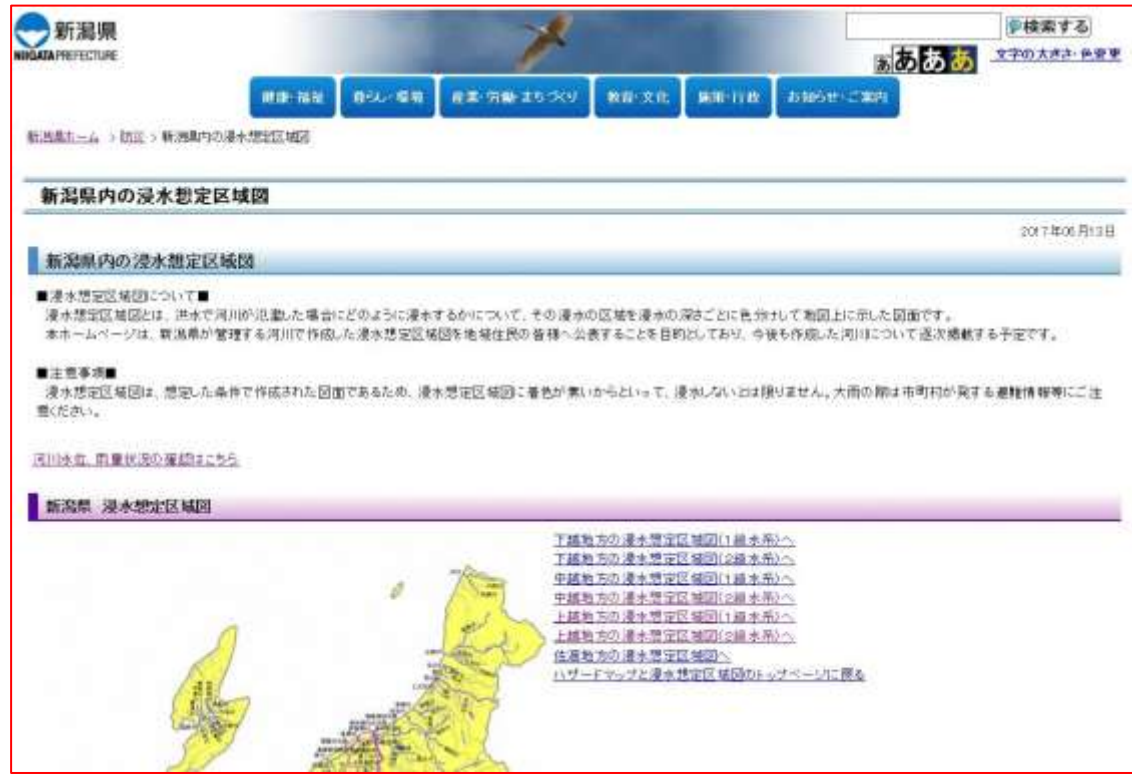 新潟県
NIIGATA PREFECTURE
検索する
あ あ あ あ
文字の大きさ・色変更
健康・福祉
暮らし・環境
産業・労働・まちづくり
教育・文化
施策・行政
お知らせ・ご案内
新潟県ホーム > 防災 > 新潟県内の浸水想定区域図
新潟県内の浸水想定区域図
2017年06月13日
新潟県内の浸水想定区域図
■浸水想定区域図について■
浸水想定区域図とは、洪水で河川が氾濫した場合にどのように浸水するかについて、その浸水の区域を浸水の深さごとに色分けして地図上に示した図面です。
本ホームページは、新潟県が管理する河川で作成した浸水想定区域図を地域住民の皆様へ公表することを目的としており、今後も作成した河川について逐次掲載する予定です。
■注意事項■
浸水想定区域図は、想定した条件で作成された図面であるため、浸水想定区域図に着色が無いからといって、浸水しないとは限りません。大雨の際は市町村が発する避難情報等にご注
意ください。
河川水位、雨量状況の確認はこちら
新潟県 浸水想定区域図
下越地方の浸水想定区域図(1級水系)へ
下越地方の浸水想定区域図(2級水系)へ
中越地方の浸水想定区域図(1級水系)へ
中越地方の浸水想定区域図(2級水系)へ
上越地方の浸水想定区域図(1級水系)へ
上越地方の浸水想定区域図(2級水系)へ
佐渡地方の浸水想定区域図へ
ハザードマップと浸水想定区域図のトップページに戻る